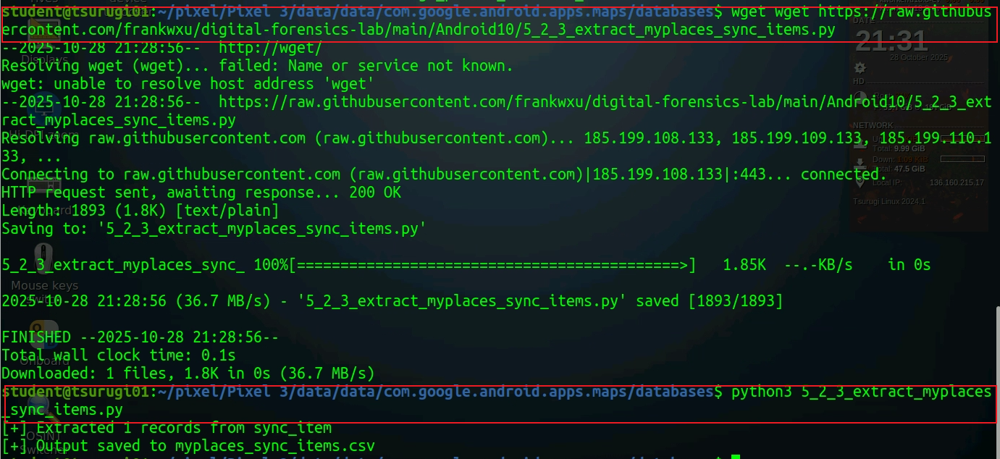 student@tsurugi01:~/pixel/Pixel 3/data/data/com.google.android.apps.maps/databases$ wget wget https://raw.githubus
ercontent.com/frankwxu/digital-forensics-lab/main/Android10/5_2_3_extract_myplaces_sync_items.py
--2025-10-28 21:28:56--  http://wget/
Resolving wget (wget)... failed: Name or service not known.
wget: unable to resolve host address 'wget'
--2025-10-28 21:28:56--  https://raw.githubusercontent.com/frankwxu/digital-forensics-lab/main/Android10/5_2_3_ext
ract_myplaces_sync_items.py
Resolving raw.githubusercontent.com (raw.githubusercontent.com)... 185.199.108.133, 185.199.109.133, 185.199.110.1
33, ...
Connecting to raw.githubusercontent.com (raw.githubusercontent.com)|185.199.108.133|:443... connected.
HTTP request sent, awaiting response... 200 OK
Length: 1893 (1.8K) [text/plain]
Saving to: '5_2_3_extract_myplaces_sync_items.py'
5_2_3_extract_myplaces_sync_ 100%[===========================================>]   1.85K  --.-KB/s    in 0s
2025-10-28 21:28:56 (36.7 MB/s) - '5_2_3_extract_myplaces_sync_items.py' saved [1893/1893]
FINISHED --2025-10-28 21:28:56--
Total wall clock time: 0.1s
Downloaded: 1 files, 1.8K in 0s (36.7 MB/s)
student@tsurugi01:~/pixel/Pixel 3/data/data/com.google.android.apps.maps/databases$ python3 5_2_3_extract_myplaces
_sync_items.py
[+] Extracted 1 records from sync_item
[+] Output saved to myplaces_sync_items.csv
DATE
21:31
28 October 2025
HD
NETWORK
Total: 9.99 GiB
Down:
Total: 47.5 GiB
Local IP: 136.160.215.17
Tsurugi Linux 2024.1
Displays
Mouse keys
Onboard
OSINT
Switcher